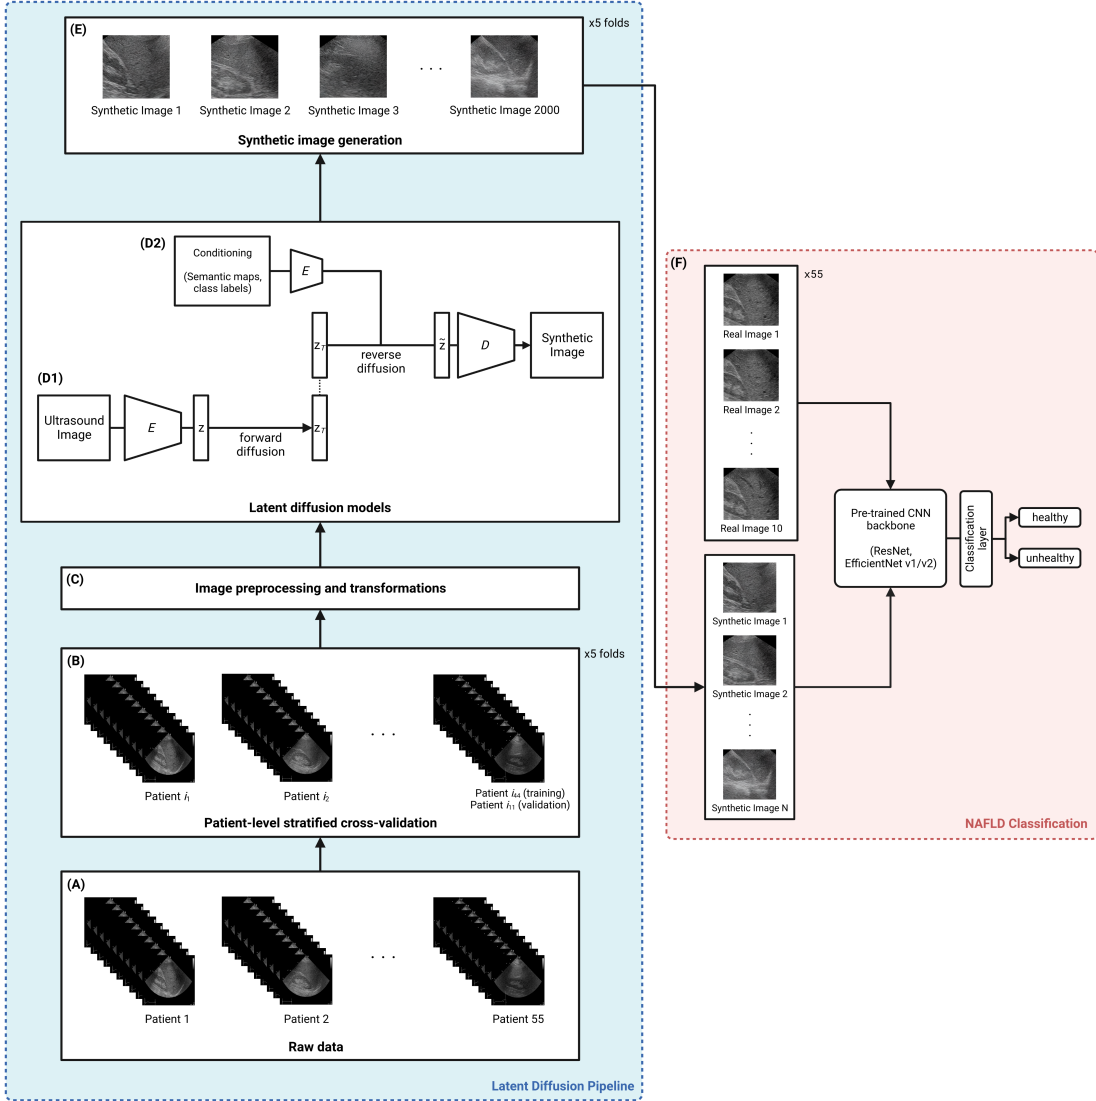 (E)
x5 folds
Synthetic Image 1
Synthetic Image 2
Synthetic Image 3
. . .
Synthetic Image 2000
Synthetic image generation
(D2)
Conditioning
(Semantic maps,
class labels)
E
z_T
reverse
diffusion
z̃
D
Synthetic
Image
(D1)
Ultrasound
Image
E
z
forward
diffusion
z_T
Latent diffusion models
(C)
Image preprocessing and transformations
(B)
x5 folds
. . .
Patient i₁
Patient i₂
Patient i₄₄ (training)
Patient i₁₁ (validation)
Patient-level stratified cross-validation
(A)
. . .
Patient 1
Patient 2
Patient 55
Raw data
Latent Diffusion Pipeline
(F)
x55
Real Image 1
Real Image 2
. . .
Real Image 10
Pre-trained CNN
backbone
(ResNet,
EfficientNet v1/v2)
Classification
layer
healthy
unhealthy
Synthetic Image 1
Synthetic Image 2
. . .
Synthetic Image N
NAFLD Classification